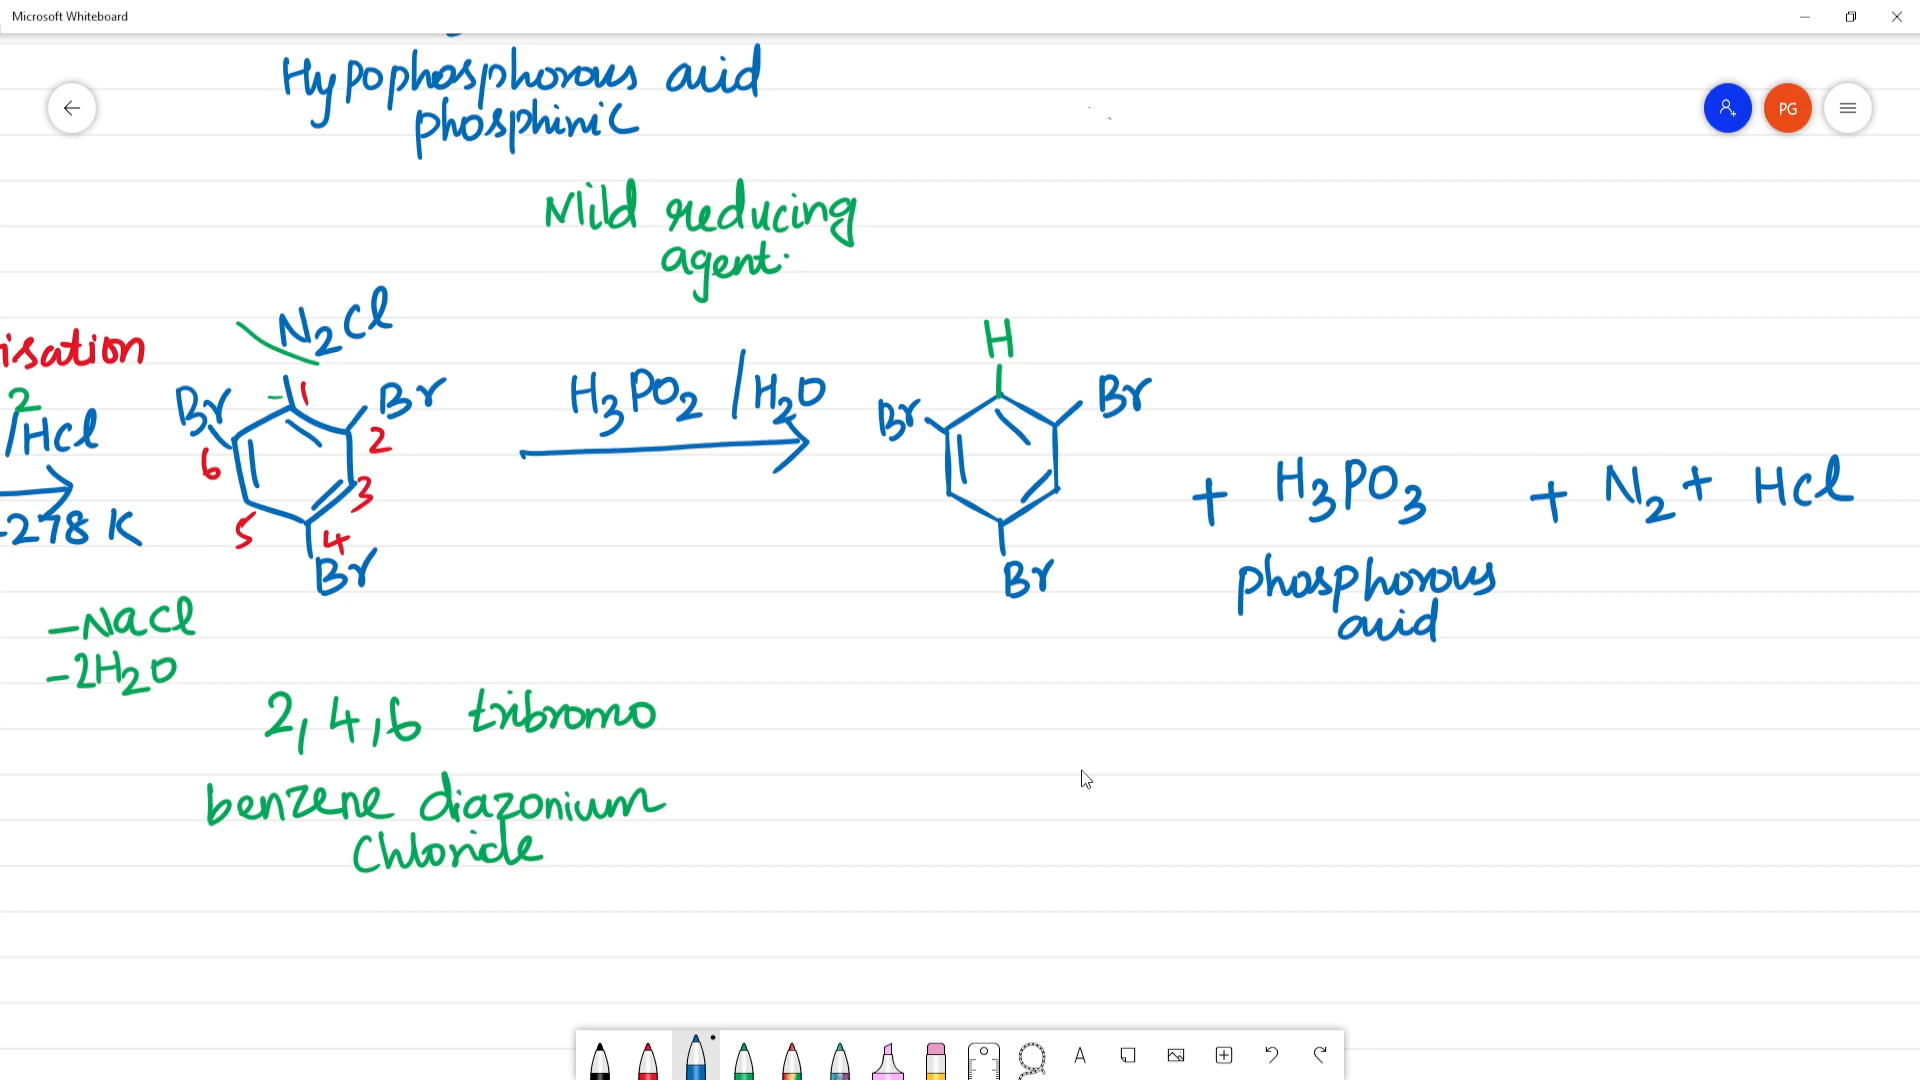 Microsoft Whiteboard
Hypophosphorous acid
phosphinic
PG
Mild reducing
agent.
isation
2
/HCl
-278 K
-NaCl
-2H2O
N2Cl
Br
Br
1
2
3
4
5
6
Br
H3PO2 /H2O
H
Br
Br
Br
+ H3PO3 + N2 + HCl
phosphorous
acid
2,4,6 tribromo
benzene diazonium
Chloride
A